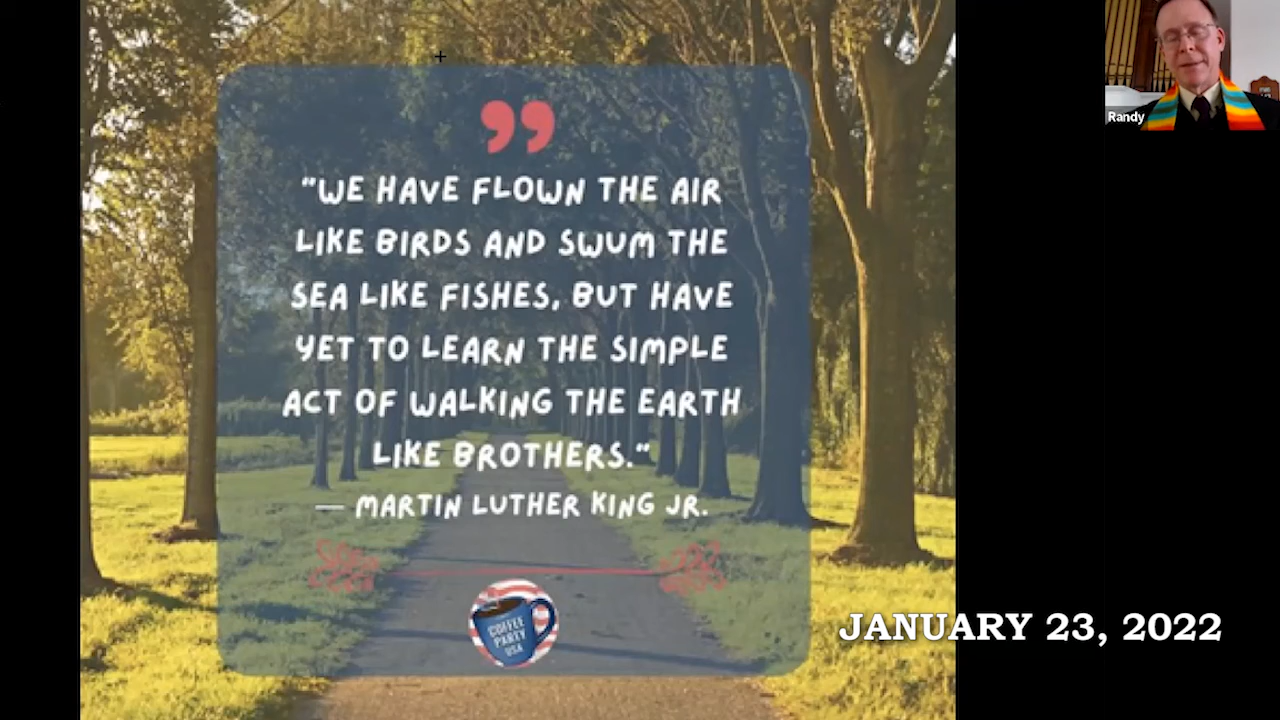 Randy
"WE HAVE FLOWN THE AIR
LIKE BIRDS AND SWUM THE
SEA LIKE FISHES, BUT HAVE
YET TO LEARN THE SIMPLE
ACT OF WALKING THE EARTH
LIKE BROTHERS."
— MARTIN LUTHER KING JR.
COFFEE
PARTY
USA
JANUARY 23, 2022